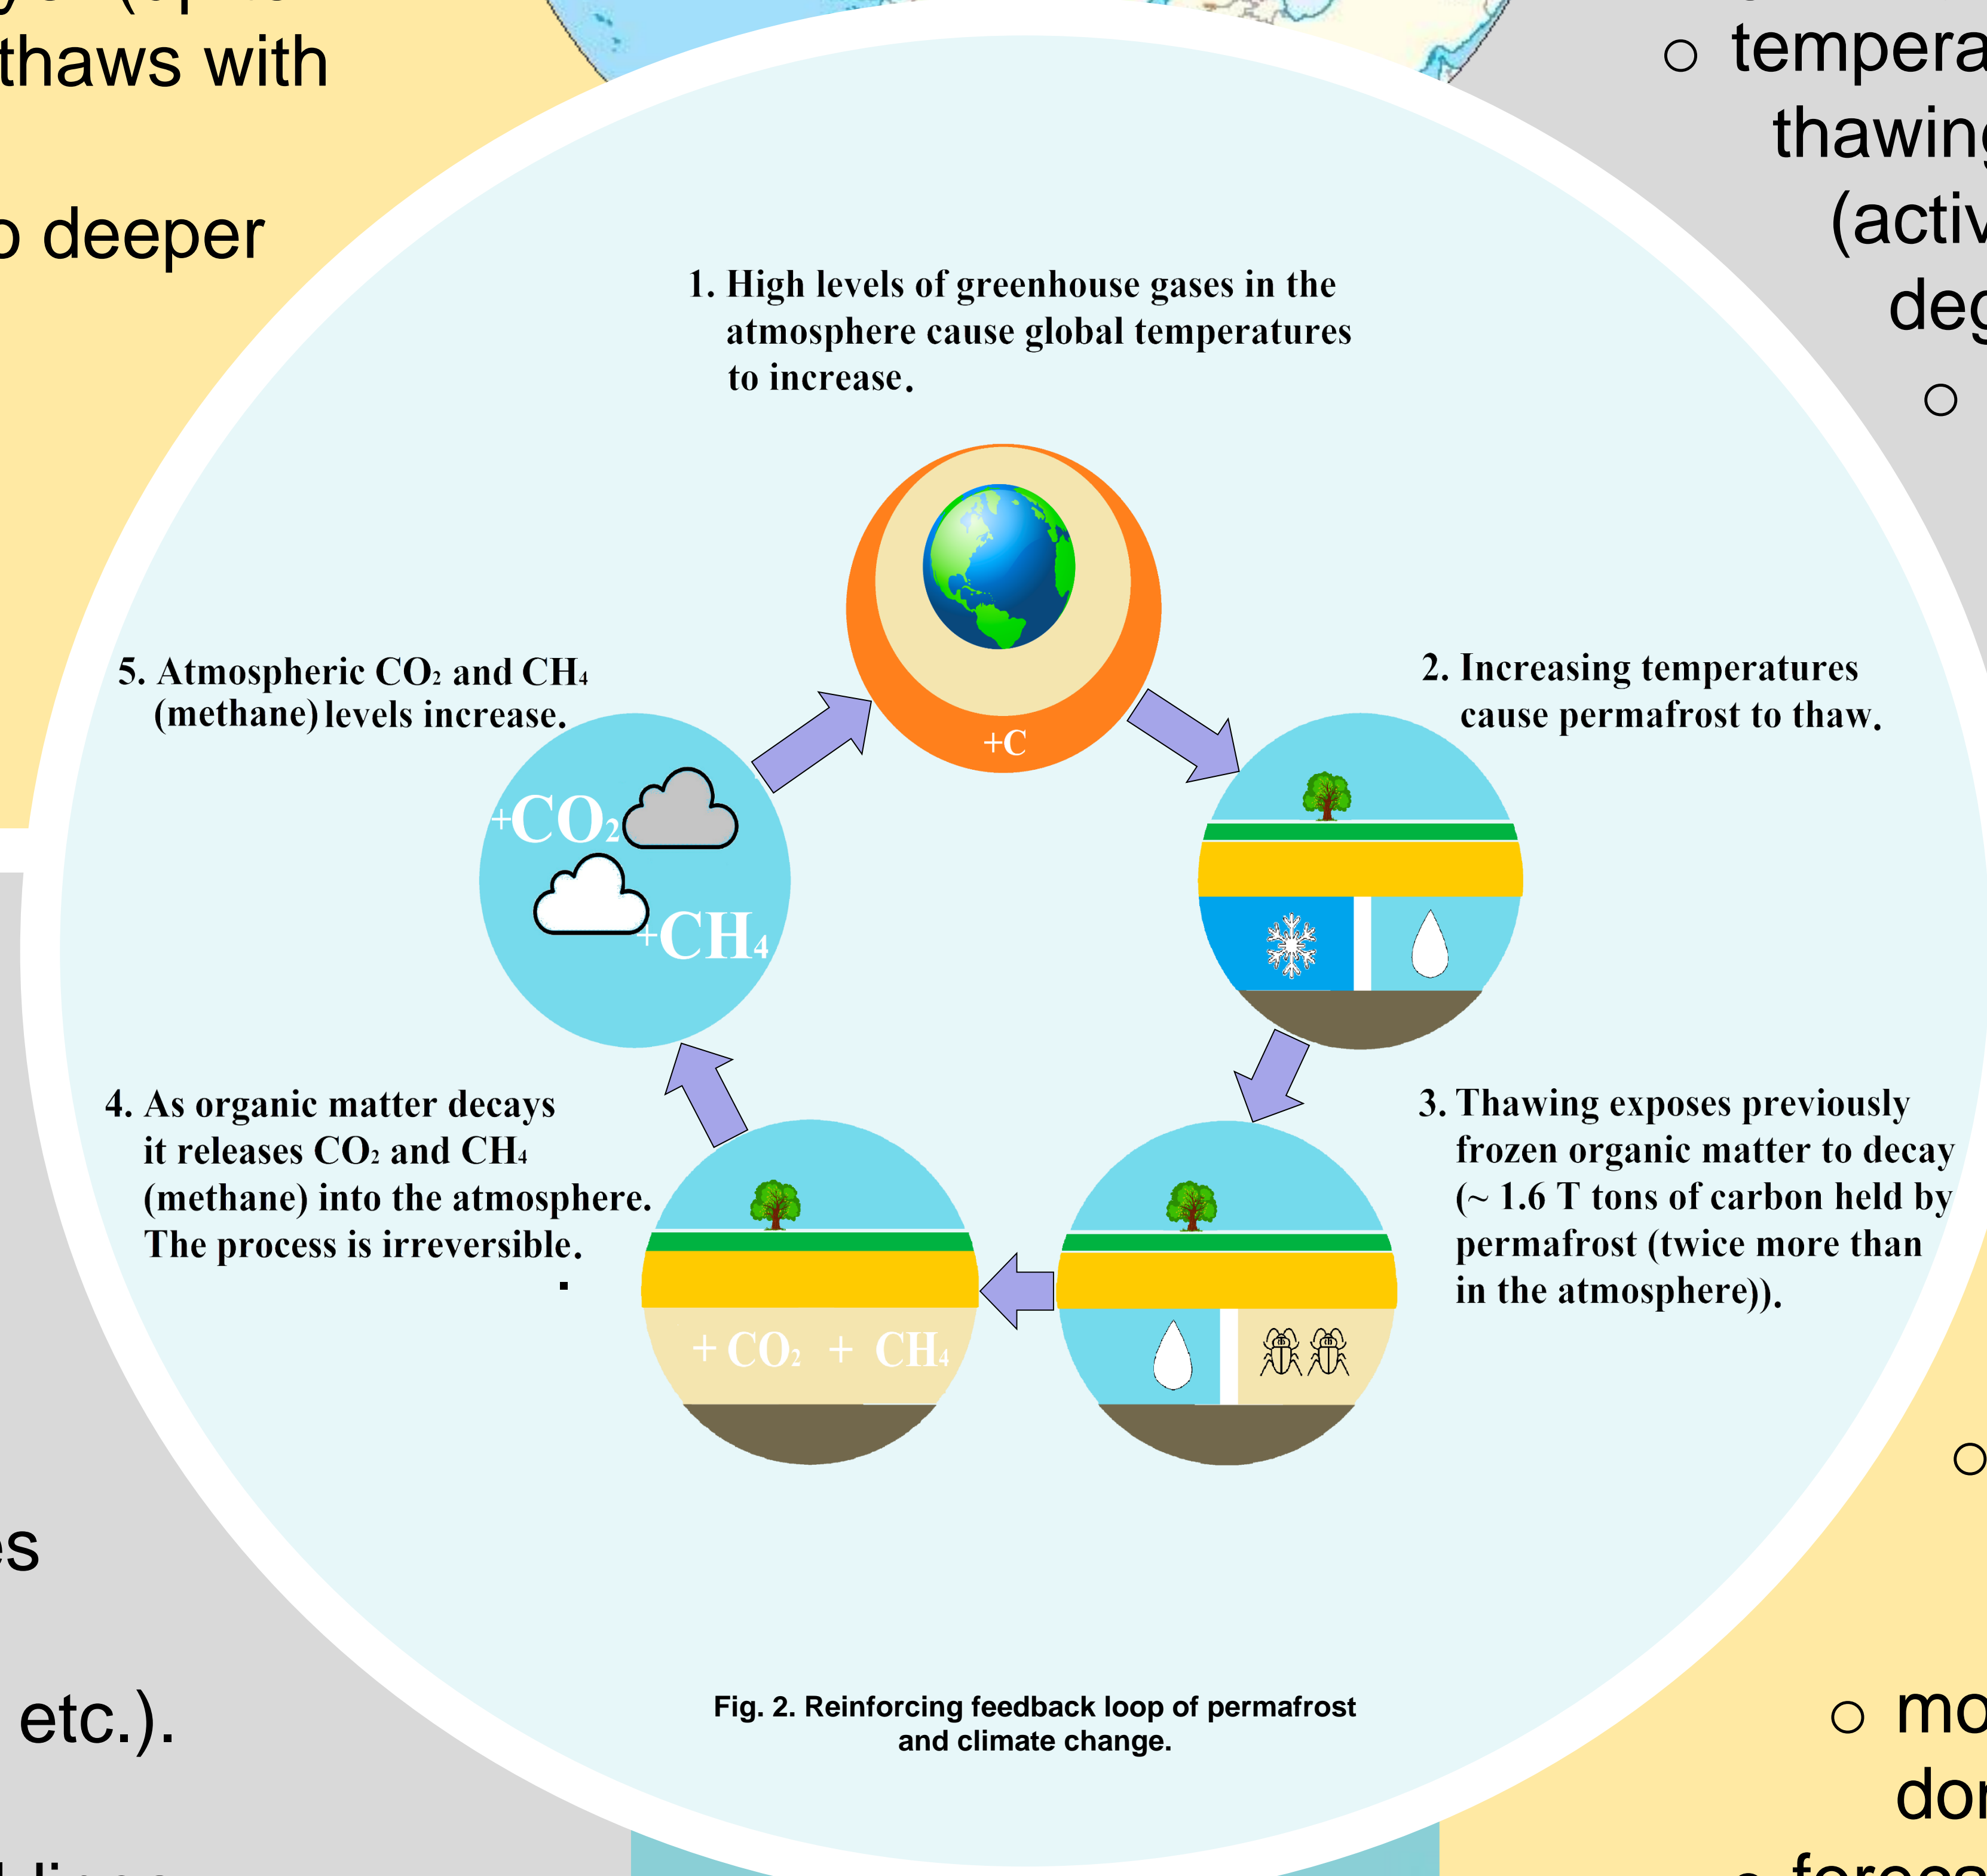 thaws with
deeper
tempera
thawing
(activ
deg
1. High levels of greenhouse gases in the
atmosphere cause global temperatures
to increase.
+C
2. Increasing temperatures
cause permafrost to thaw.
3. Thawing exposes previously
frozen organic matter to decay
(~ 1.6 T tons of carbon held by
permafrost (twice more than
in the atmosphere)).
+ CO₂ + CH₄
4. As organic matter decays
it releases CO₂ and CH₄
(methane) into the atmosphere.
The process is irreversible.
.
5. Atmospheric CO₂ and CH₄
(methane) levels increase.
+CO₂
+CH₄
es
etc.).
mo
don
Fig. 2. Reinforcing feedback loop of permafrost
and climate change.